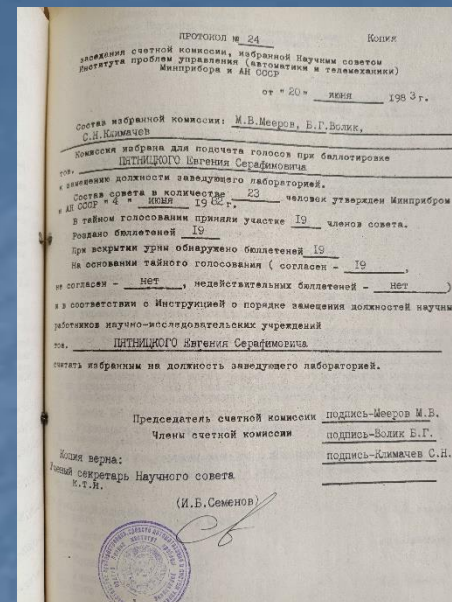 ПРОТОКОЛ № 24 Копия
заседания счетной комиссии, избранной Научным советом
Института проблем управления (автоматики и телемеханики)
Минприбора и АН СССР
от "20" июня 1983 г.
Состав избранной комиссии: М.В.Мееров, Б.Г.Волик,
С.Н.Климачев
Комиссия избрана для подсчета голосов при баллотировке
тов. ПЯТНИЦКОГО Евгения Серафимовича
к замещению должности заведующего лабораторией.
Состав совета в количестве 23 человек утвержден Минприбором
и АН СССР "4" июня 1982 г.
В тайном голосовании приняли участие 19 членов совета.
Роздано бюллетеней 19
При вскрытии урны обнаружено бюллетеней 19
На основании тайного голосования ( согласен - 19 ,
не согласен - нет , недействительных бюллетеней - нет )
и в соответствии с Инструкцией о порядке замещения должностей научных
работников научно-исследовательских учреждений
тов. ПЯТНИЦКОГО Евгения Серафимовича
считать избранным на должность заведующего лабораторией.
Председатель счетной комиссии подпись-Мееров М.В.
Члены счетной комиссии подпись-Волик Б.Г.
подпись-Климачев С.Н.
Копия верна:
Ученый секретарь Научного совета
к.т.н.
(И.Б.Семенов)